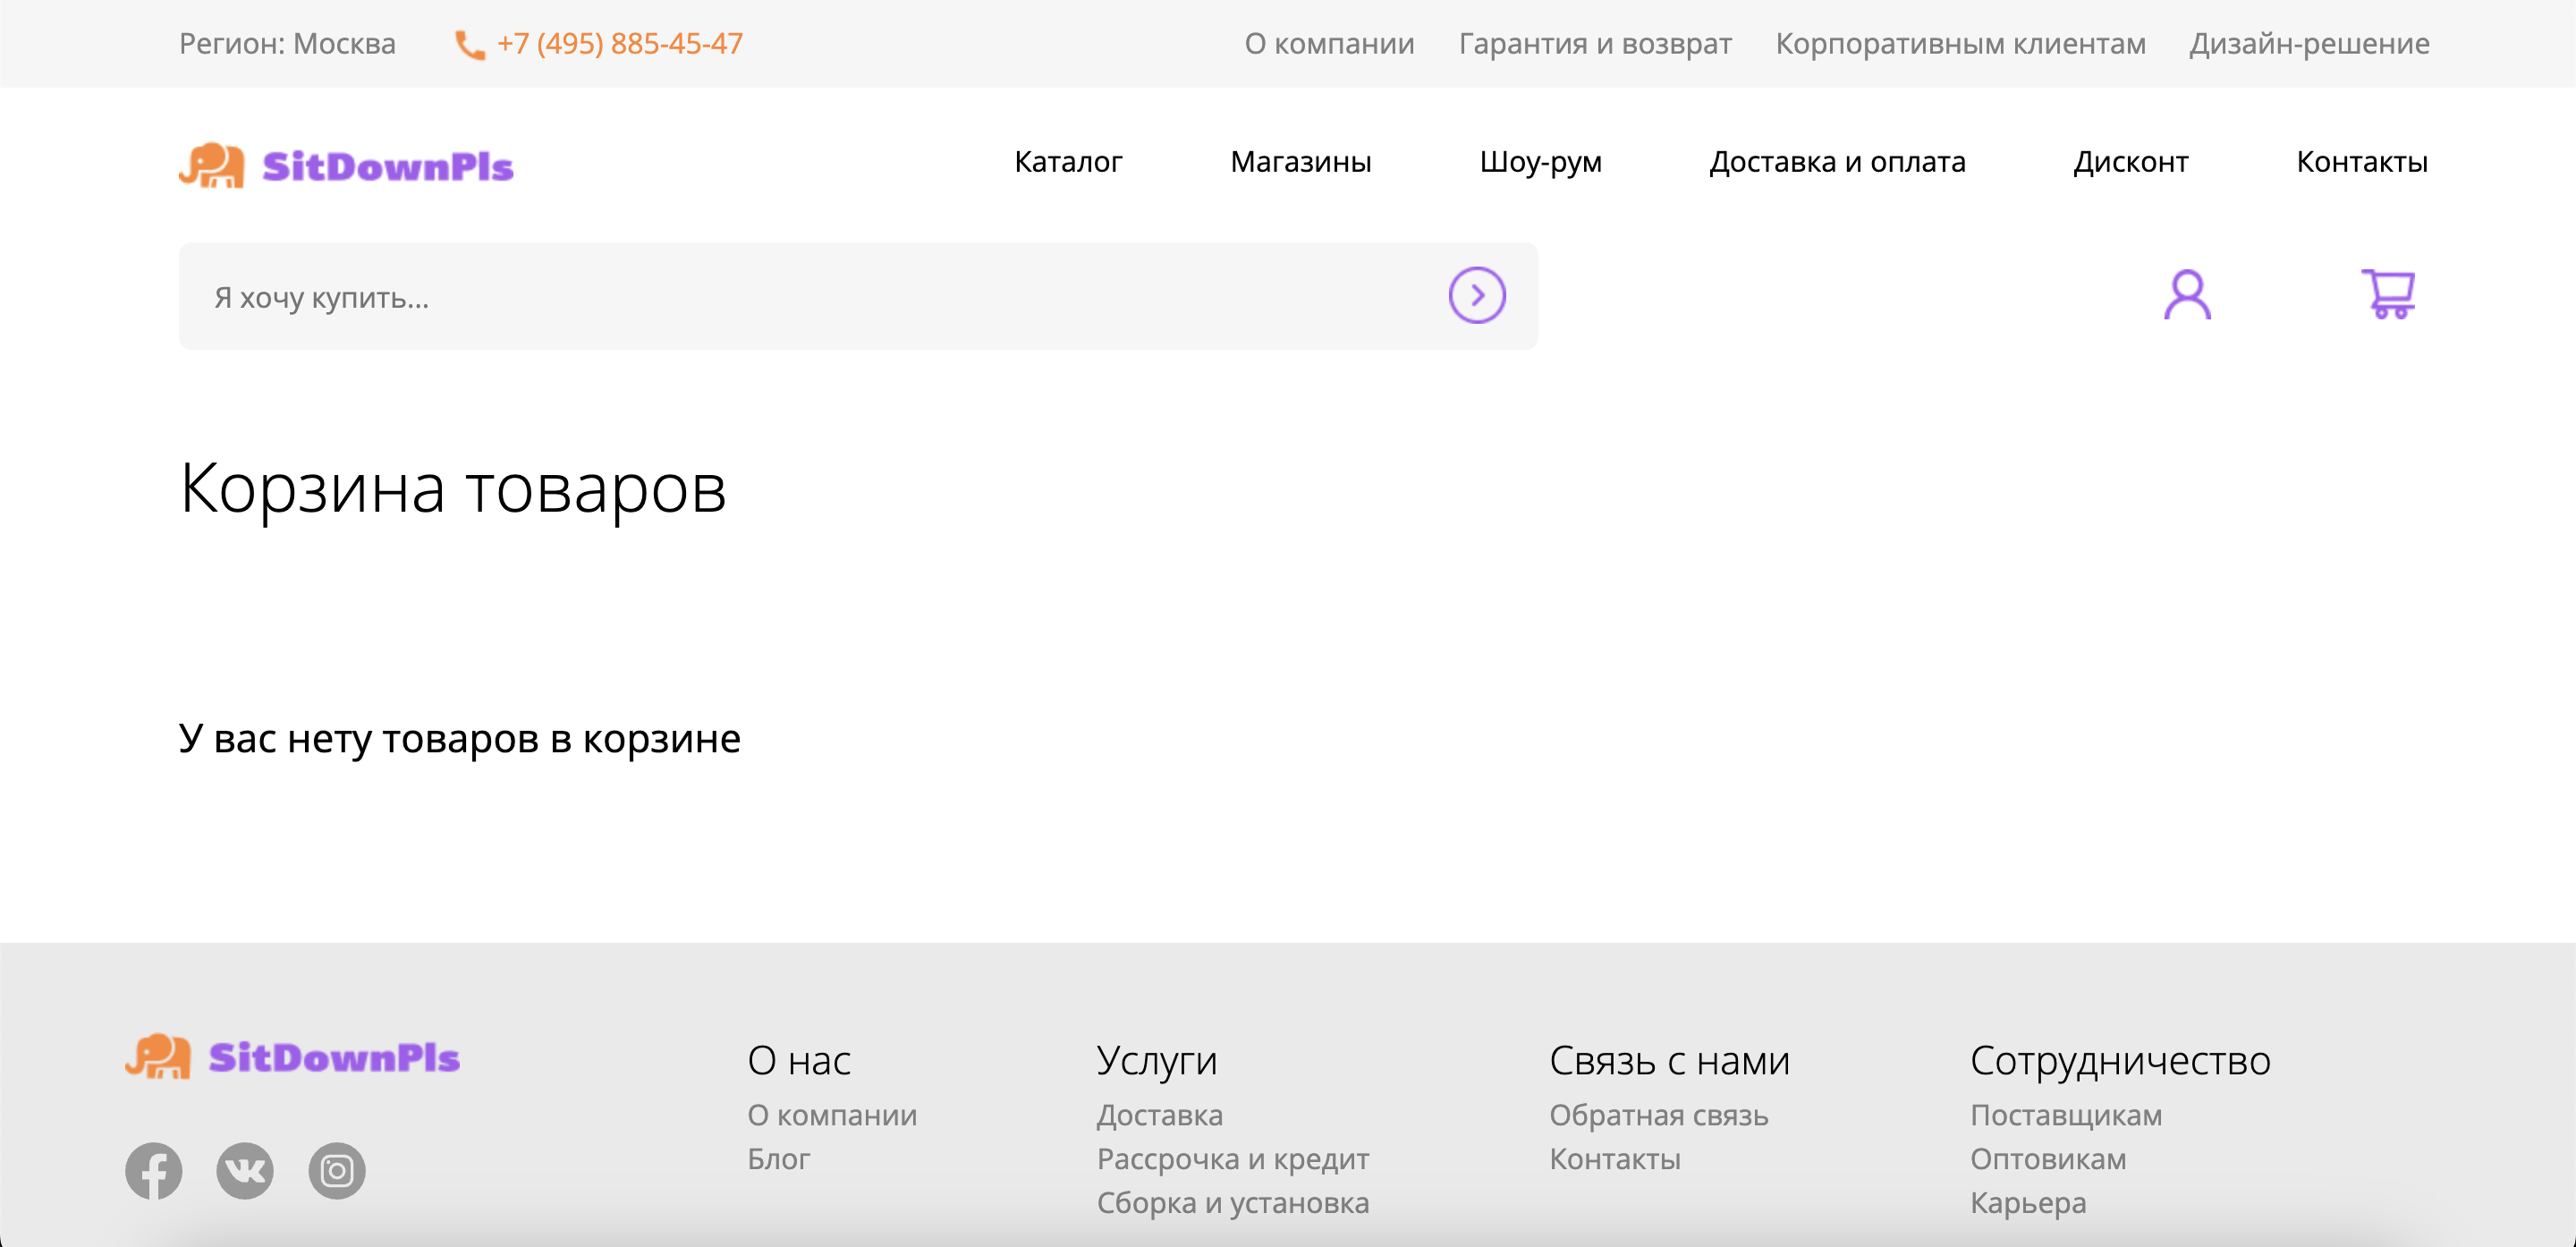 Регион: Москва +7 (495) 885-45-47 О компании Гарантия и возврат Корпоративным клиентам Дизайн-решение
SitDownPls Каталог Магазины Шоу-рум Доставка и оплата Дисконт Контакты
Я хочу купить...
Корзина товаров
У вас нету товаров в корзине
SitDownPls
О нас
О компании
Блог
Услуги
Доставка
Рассрочка и кредит
Сборка и установка
Связь с нами
Обратная связь
Контакты
Сотрудничество
Поставщикам
Оптовикам
Карьера